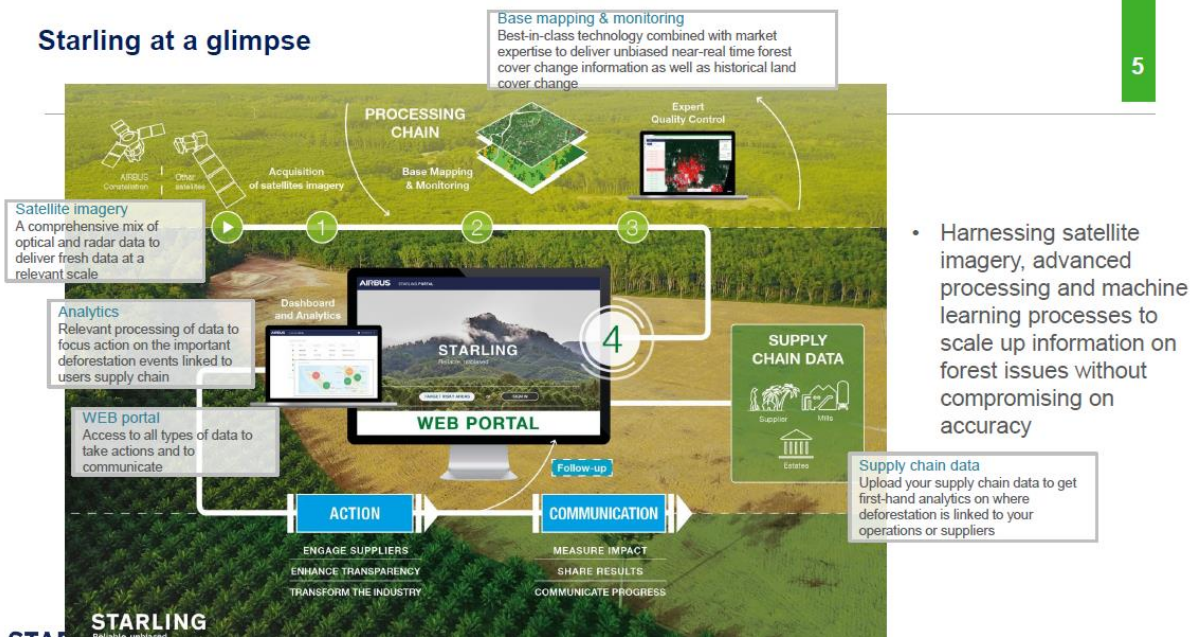 Starling at a glimpse
5
Base mapping & monitoring
Best-in-class technology combined with market
expertise to deliver unbiased near-real time forest
cover change information as well as historical land
cover change
PROCESSING
CHAIN
Expert
Quality Control
AIRBUS
Constellation
Other
satellites
Acquisition
of satellites imagery
Base Mapping
& Monitoring
Satellite imagery
A comprehensive mix of
optical and radar data to
deliver fresh data at a
relevant scale
1
2
3
Analytics
Relevant processing of data to
focus action on the important
deforestation events linked to
users supply chain
Dashboard
and Analytics
AIRBUS STARLING PORTAL
STARLING
4
WEB PORTAL
SUPPLY
CHAIN DATA
Supplier
Mills
Estates
• Harnessing satellite
imagery, advanced
processing and machine
learning processes to
scale up information on
forest issues without
compromising on
accuracy
WEB portal
Access to all types of data to
take actions and to
communicate
Supply chain data
Upload your supply chain data to get
first-hand analytics on where
deforestation is linked to your
operations or suppliers
Follow-up
ACTION
ENGAGE SUPPLIERS
ENHANCE TRANSPARENCY
TRANSFORM THE INDUSTRY
COMMUNICATION
MEASURE IMPACT
SHARE RESULTS
COMMUNICATE PROGRESS
STARLING
Reliable, unbiased